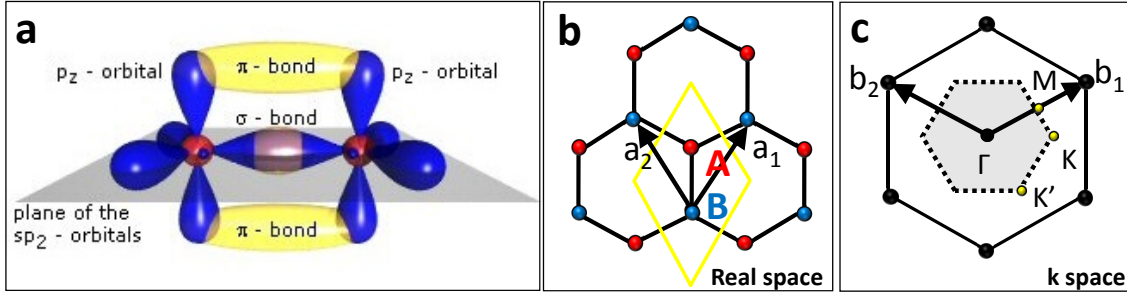 a
p_z - orbital
π - bond
p_z - orbital
σ - bond
plane of the
sp_2 - orbitals
π - bond
b
a_2
a_1
A
B
Real space
c
b_2
M
b_1
Γ
K
K'
k space